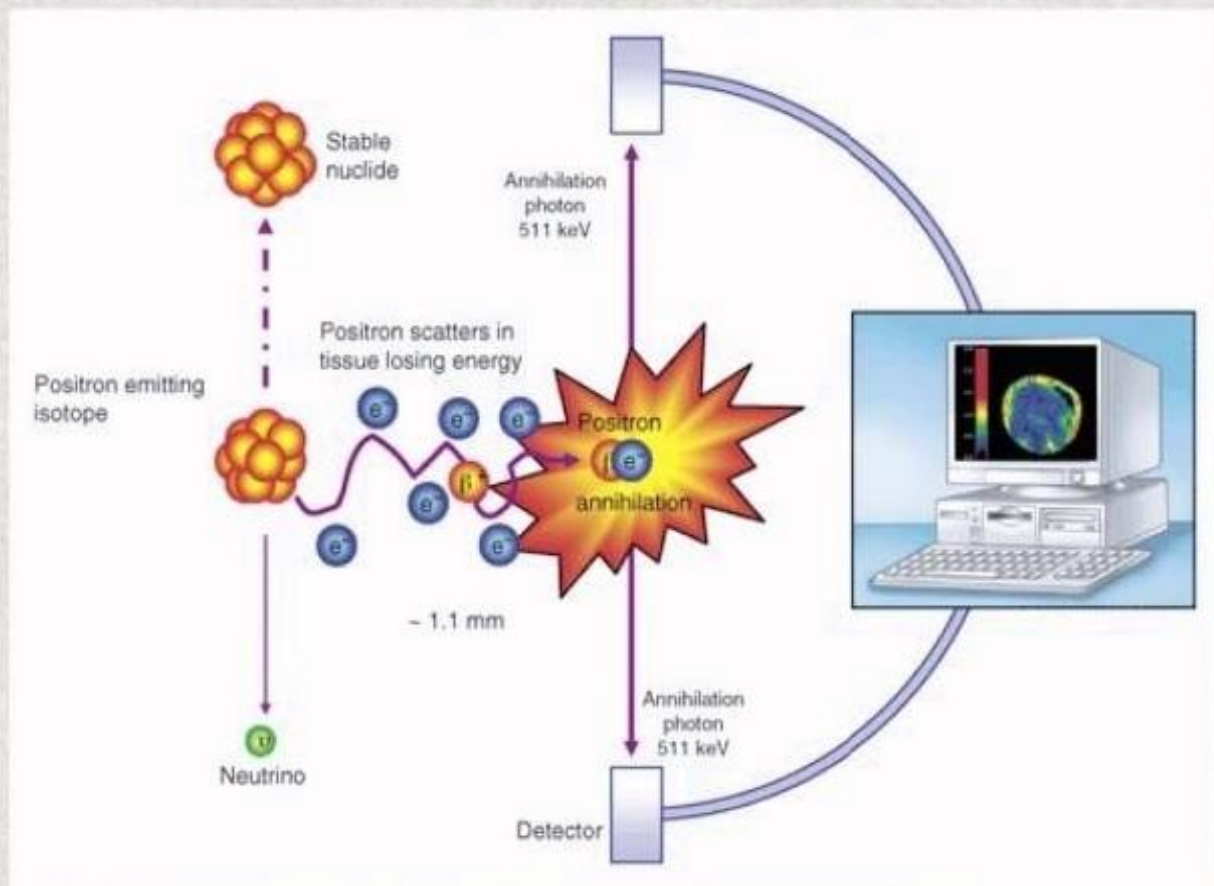 Stable
nuclide
Annihilation
photon
511 keV
Positron scatters in
tissue losing energy
Positron emitting
isotope
e⁻
e⁻
e⁻
Positron
β⁺
e⁻
β
e⁻
annihilation
e⁻
e⁻
~ 1.1 mm
Annihilation
photon
511 keV
υ
Neutrino
Detector